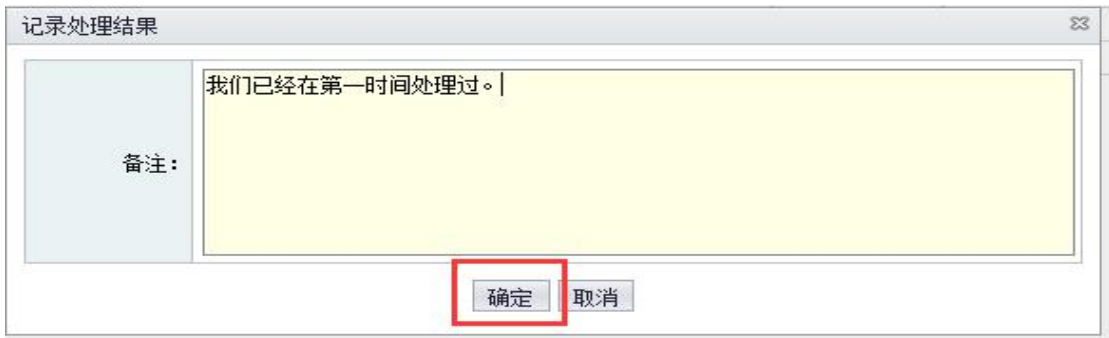 记录处理结果
我们已经在第一时间处理过。
备注：
确定 取消